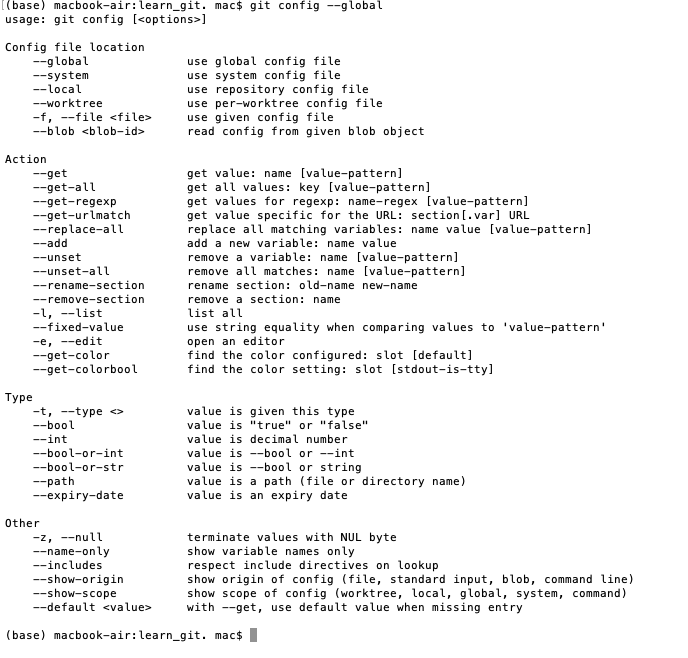 (base) macbook-air:learn_git. mac$ git config --global
usage: git config [<options>]
Config file location
--global use global config file
--system use system config file
--local use repository config file
--worktree use per-worktree config file
-f, --file <file> use given config file
--blob <blob-id> read config from given blob object
Action
--get get value: name [value-pattern]
--get-all get all values: key [value-pattern]
--get-regexp get values for regexp: name-regex [value-pattern]
--get-urlmatch get value specific for the URL: section[.var] URL
--replace-all replace all matching variables: name value [value-pattern]
--add add a new variable: name value
--unset remove a variable: name [value-pattern]
--unset-all remove all matches: name [value-pattern]
--rename-section rename section: old-name new-name
--remove-section remove a section: name
-l, --list list all
--fixed-value use string equality when comparing values to 'value-pattern'
-e, --edit open an editor
--get-color find the color configured: slot [default]
--get-colorbool find the color setting: slot [stdout-is-tty]
Type
-t, --type <> value is given this type
--bool value is "true" or "false"
--int value is decimal number
--bool-or-int value is --bool or --int
--bool-or-str value is --bool or string
--path value is a path (file or directory name)
--expiry-date value is an expiry date
Other
-z, --null terminate values with NUL byte
--name-only show variable names only
--includes respect include directives on lookup
--show-origin show origin of config (file, standard input, blob, command line)
--show-scope show scope of config (worktree, local, global, system, command)
--default <value> with --get, use default value when missing entry
(base) macbook-air:learn_git. mac$